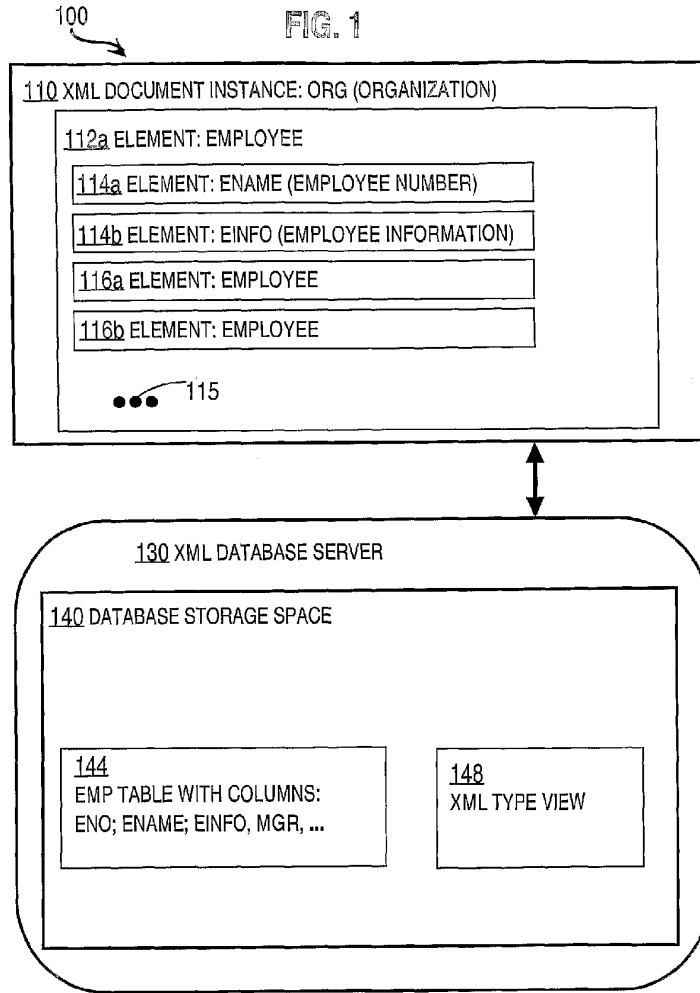 100
FIG. 1
110 XML DOCUMENT INSTANCE: ORG (ORGANIZATION)
112a ELEMENT: EMPLOYEE
114a ELEMENT: ENAME (EMPLOYEE NUMBER)
114b ELEMENT: EINFO (EMPLOYEE INFORMATION)
116a ELEMENT: EMPLOYEE
116b ELEMENT: EMPLOYEE
115
130 XML DATABASE SERVER
140 DATABASE STORAGE SPACE
144
EMP TABLE WITH COLUMNS:
ENO; ENAME; EINFO, MGR, ...
148
XML TYPE VIEW